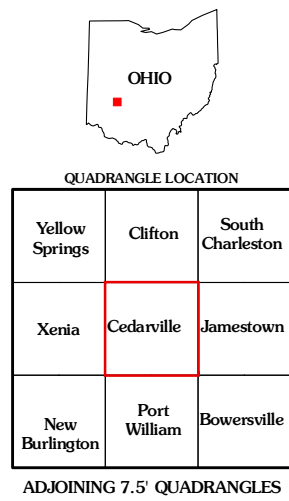 OHIO
QUADRANGLE LOCATION
Yellow
Springs
Clifton
South
Charleston
Xenia
Cedarville
Jamestown
New
Burlington
Port
William
Bowersville
ADJOINING 7.5' QUADRANGLES